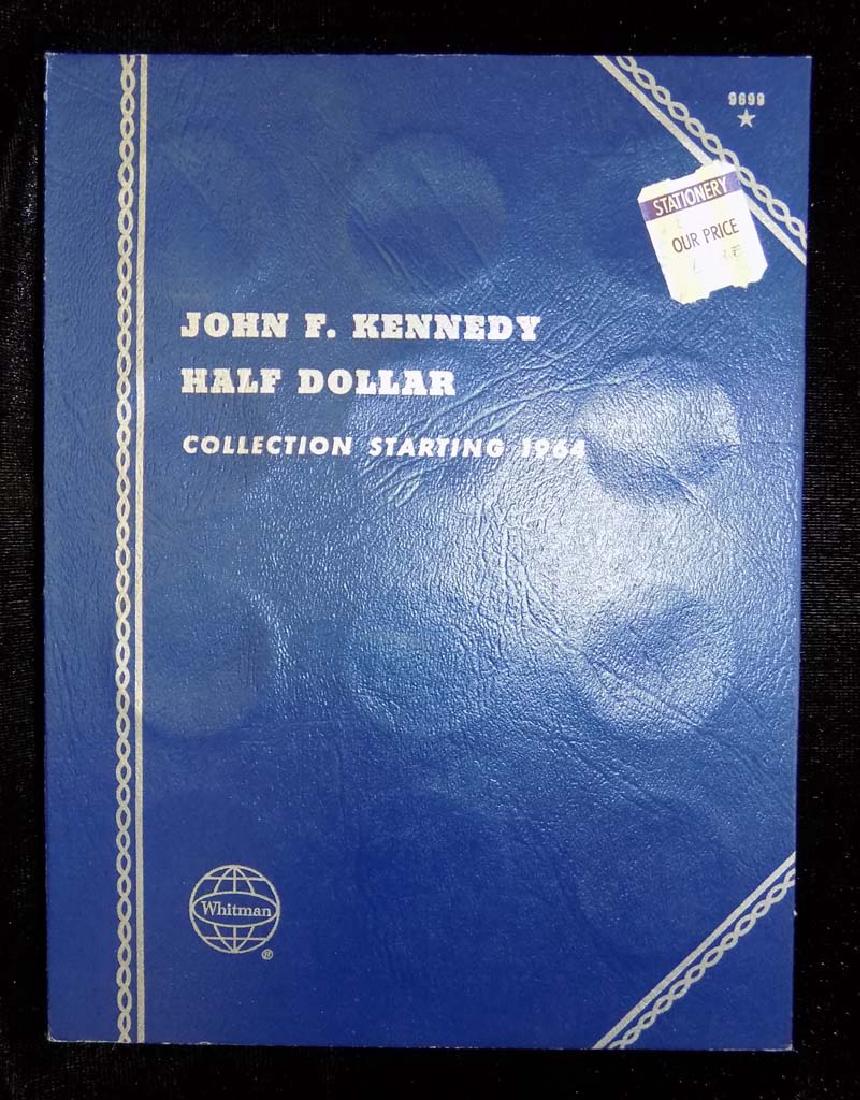 9699
STATIONERY
OUR PRICE
JOHN F. KENNEDY
HALF DOLLAR
COLLECTION STARTING 1964
Whitman
®